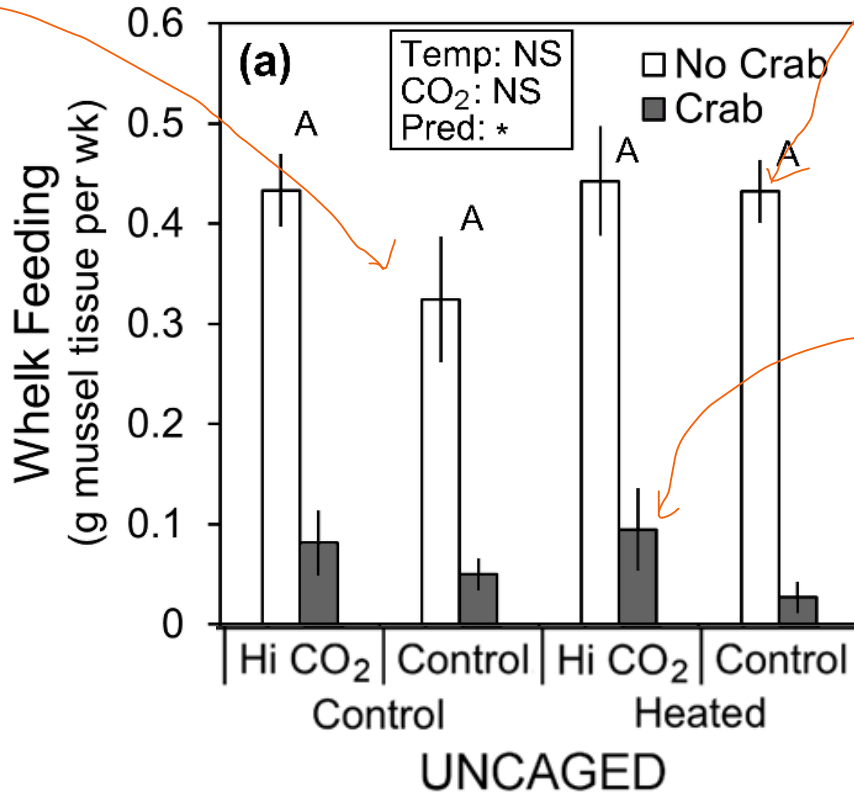 (a)
Temp: NS
CO₂: NS
Pred: *
No Crab
Crab
0.6
0.5
0.4
0.3
0.2
0.1
0
Whelk Feeding
(g mussel tissue per wk)
A
A
A
A
Hi CO₂ Control Hi CO₂ Control
Control Heated
UNCAGED